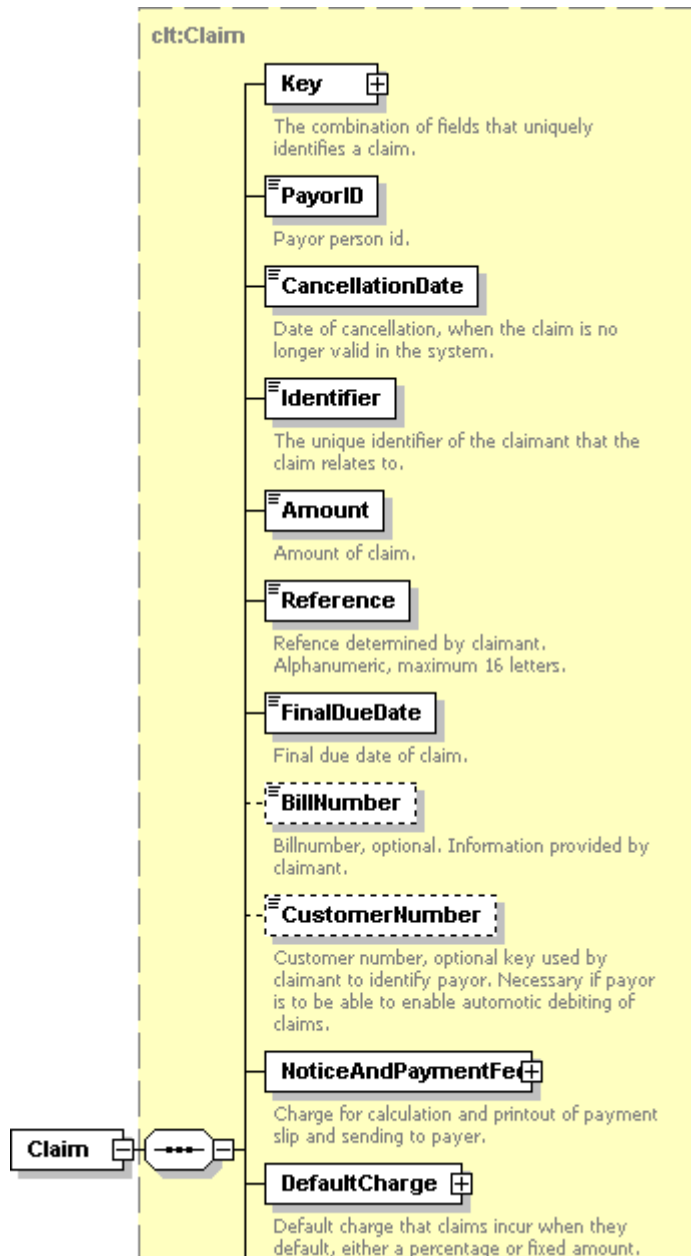 clt:Claim
Key
The combination of fields that uniquely
identifies a claim.
PayorID
Payor person id.
CancellationDate
Date of cancellation, when the claim is no
longer valid in the system.
Identifier
The unique identifier of the claimant that the
claim relates to.
Amount
Amount of claim.
Reference
Refence determined by claimant.
Alphanumeric, maximum 16 letters.
FinalDueDate
Final due date of claim.
BillNumber
Billnumber, optional. Information provided by
claimant.
CustomerNumber
Customer number, optional key used by
claimant to identify payor. Necessary if payor
is to be able to enable automotic debiting of
claims.
NoticeAndPaymentFee
Charge for calculation and printout of payment
slip and sending to payer.
Claim
DefaultCharge
Default charge that claims incur when they
default, either a percentage or fixed amount.